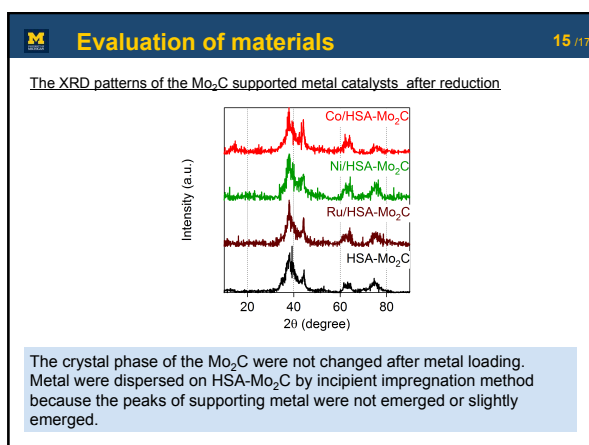 Evaluation of materials
15 /17
The XRD patterns of the Mo₂C supported metal catalysts after reduction
Co/HSA-Mo₂C
Ni/HSA-Mo₂C
Ru/HSA-Mo₂C
HSA-Mo₂C
Intensity (a.u.)
20 40 60 80
2θ (degree)
The crystal phase of the Mo₂C were not changed after metal loading.
Metal were dispersed on HSA-Mo₂C by incipient impregnation method
because the peaks of supporting metal were not emerged or slightly
emerged.